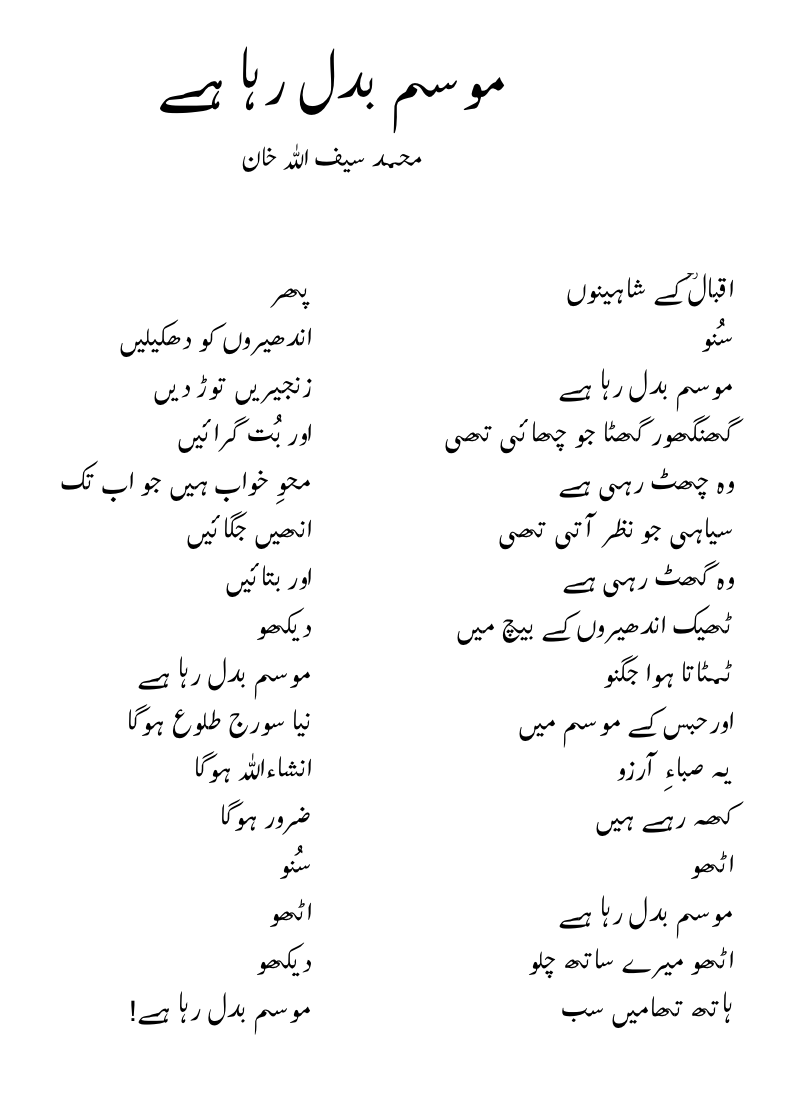 موسم بدل رہا ہے
محمد سیف اللہ خان
اقبالؒ کے شاہینوں
سُنو
موسم بدل رہا ہے
گھنگھور گھٹا جو چھائی تھی
وہ چھٹ رہی ہے
سیاہی جو نظر آتی تھی
وہ گھٹ رہی ہے
ٹھیک اندھیروں کے بیچ میں
ٹمٹاتا ہوا جگنو
اور حبس کے موسم میں
یہ صباءِ آرزو
کھہ رہے ہیں
اٹھو
موسم بدل رہا ہے
اٹھو میرے ساتھ چلو
ہاتھ تھامیں سب
پھر
اندھیروں کو دھکیلیں
زنجیریں توڑ دیں
اور بُت گرائیں
محوِ خواب ہیں جو اب تک
انھیں جگائیں
اور بتائیں
دیکھو
موسم بدل رہا ہے
نیا سورج طلوع ہوگا
انشاءاللہ ہوگا
ضرور ہوگا
سُنو
اٹھو
دیکھو
موسم بدل رہا ہے!